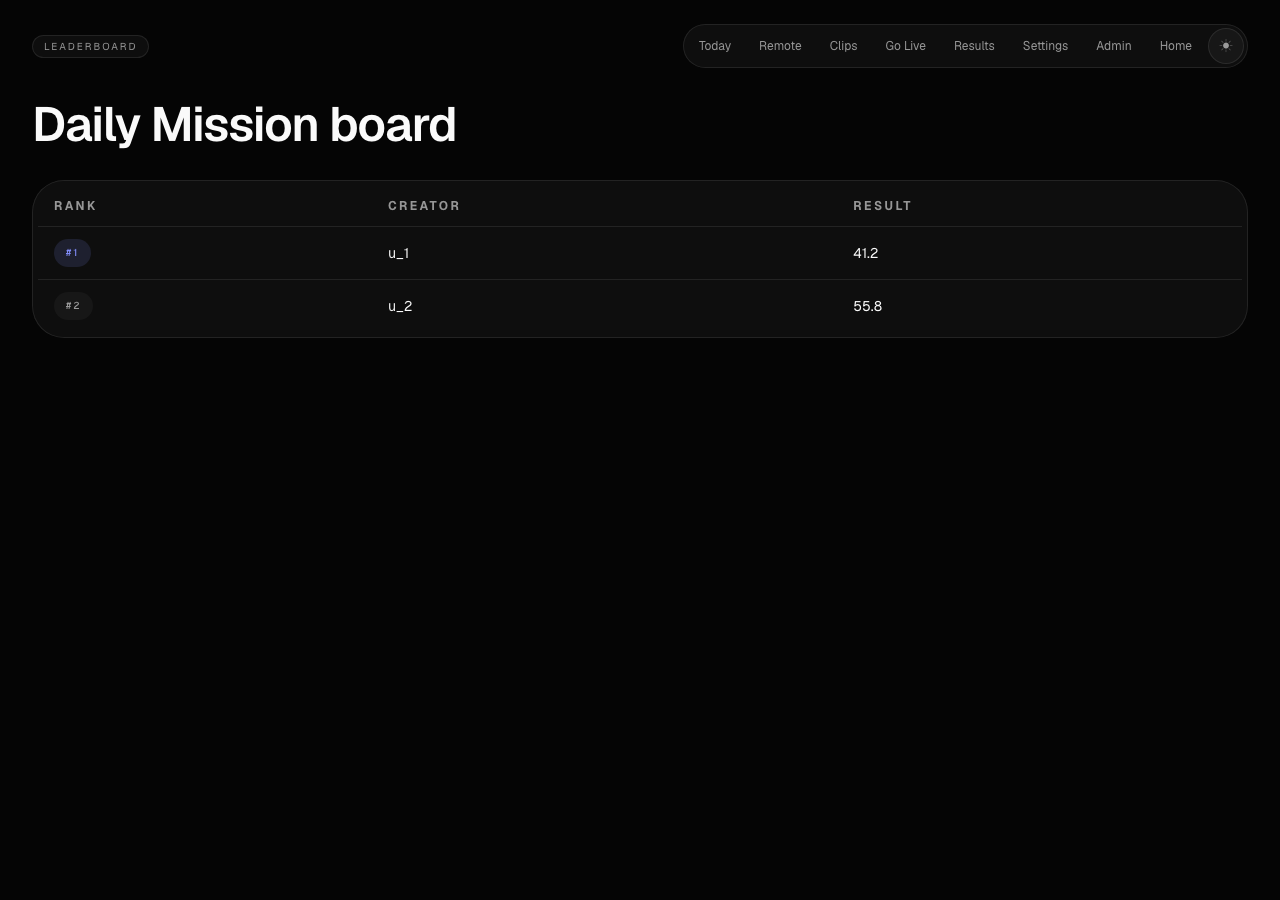 LEADERBOARD
Today Remote Clips Go Live Results Settings Admin Home
Daily Mission board
RANK CREATOR RESULT
#1 u_1 41.2
#2 u_2 55.8